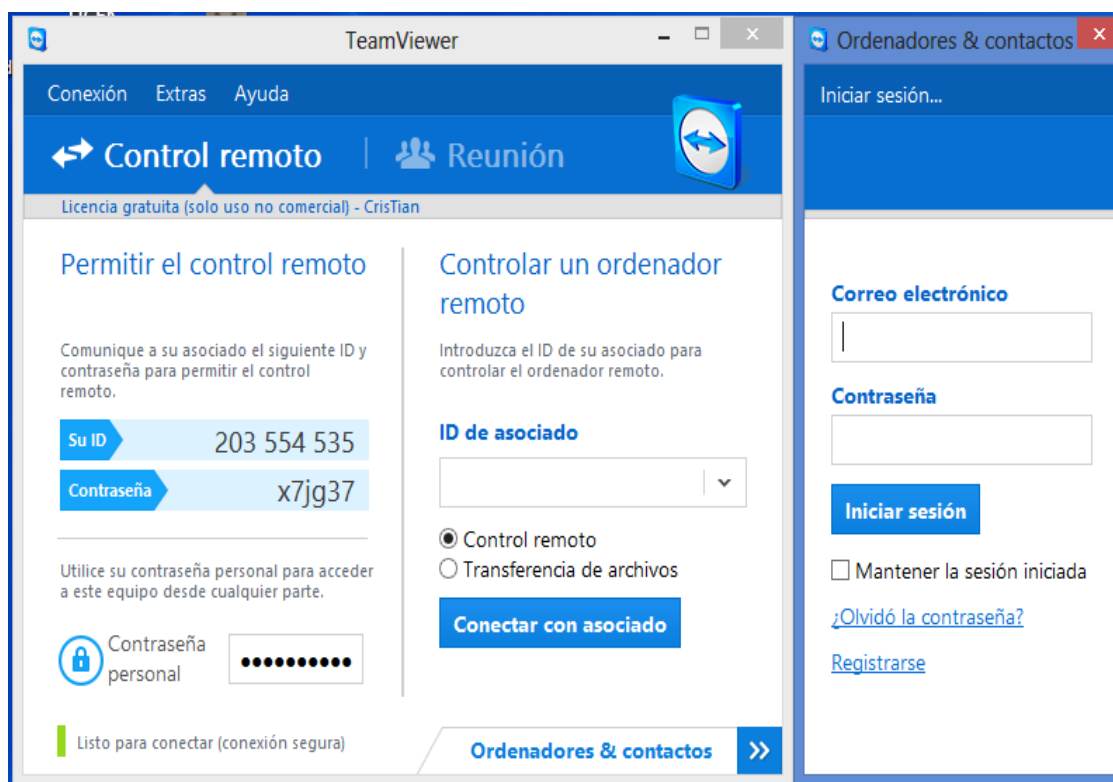 TeamViewer
Conexión Extras Ayuda
Control remoto
Reunión
Licencia gratuita (solo uso no comercial) - CrisTian
Permitir el control remoto
Comunique a su asociado el siguiente ID y
contraseña para permitir el control
remoto.
Su ID 203 554 535
Contraseña x7jg37
Utilice su contraseña personal para acceder
a este equipo desde cualquier parte.
Contraseña
personal
Listo para conectar (conexión segura)
Controlar un ordenador
remoto
Introduzca el ID de su asociado para
controlar el ordenador remoto.
ID de asociado
Control remoto
Transferencia de archivos
Conectar con asociado
Ordenadores & contactos
Ordenadores & contactos
Iniciar sesión...
Correo electrónico
Contraseña
Iniciar sesión
Mantener la sesión iniciada
¿Olvidó la contraseña?
Registrarse